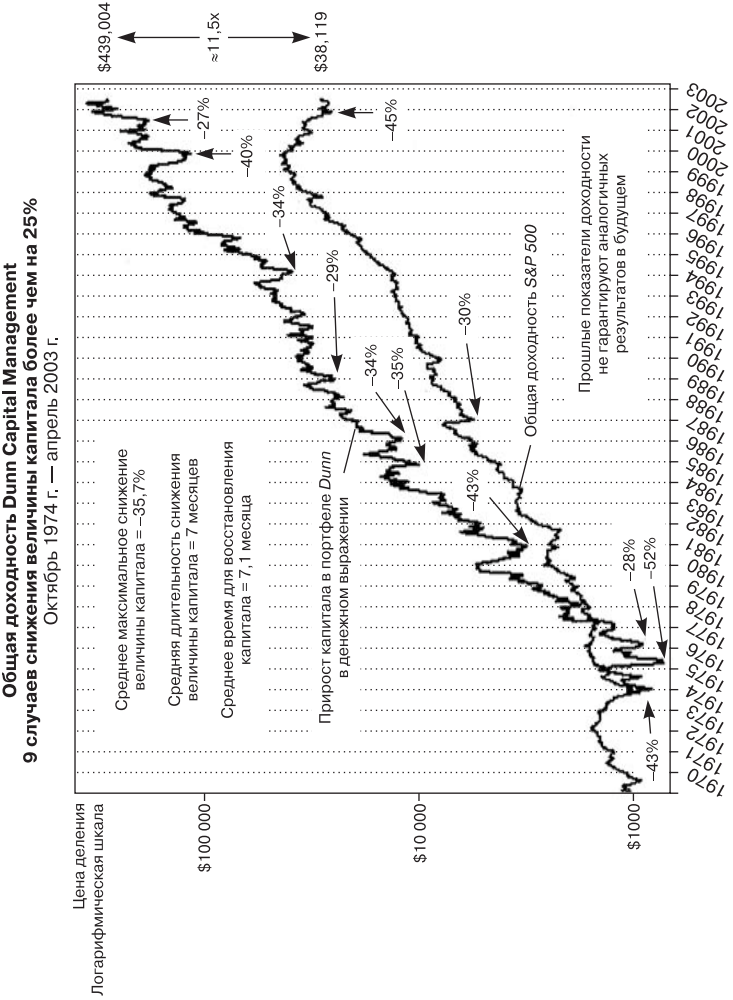 Общая доходность Dunn Capital Management
9 случаев снижения величины капитала более чем на 25%
Октябрь 1974 г. — апрель 2003 г.
Цена деления
Логарифмическая шкала
$100 000
$10 000
$1000
Среднее максимальное снижение
величины капитала = –35,7%
Средняя длительность снижения
величины капитала = 7 месяцев
Среднее время для восстановления
капитала = 7,1 месяца
Прирост капитала в портфеле Dunn
в денежном выражении
–43%
–52%
–28%
–43%
–35%
–34%
–29%
–34%
–40%
–27%
–30%
–45%
Общая доходность S&P 500
Прошлые показатели доходности
не гарантируют аналогичных
результатов в будущем
$439,004
≈11,5x
$38,119
1970
1971
1972
1973
1974
1975
1976
1977
1978
1979
1980
1981
1982
1983
1984
1985
1986
1987
1988
1989
1990
1991
1992
1993
1994
1995
1996
1997
1998
1999
2000
2001
2002
2003